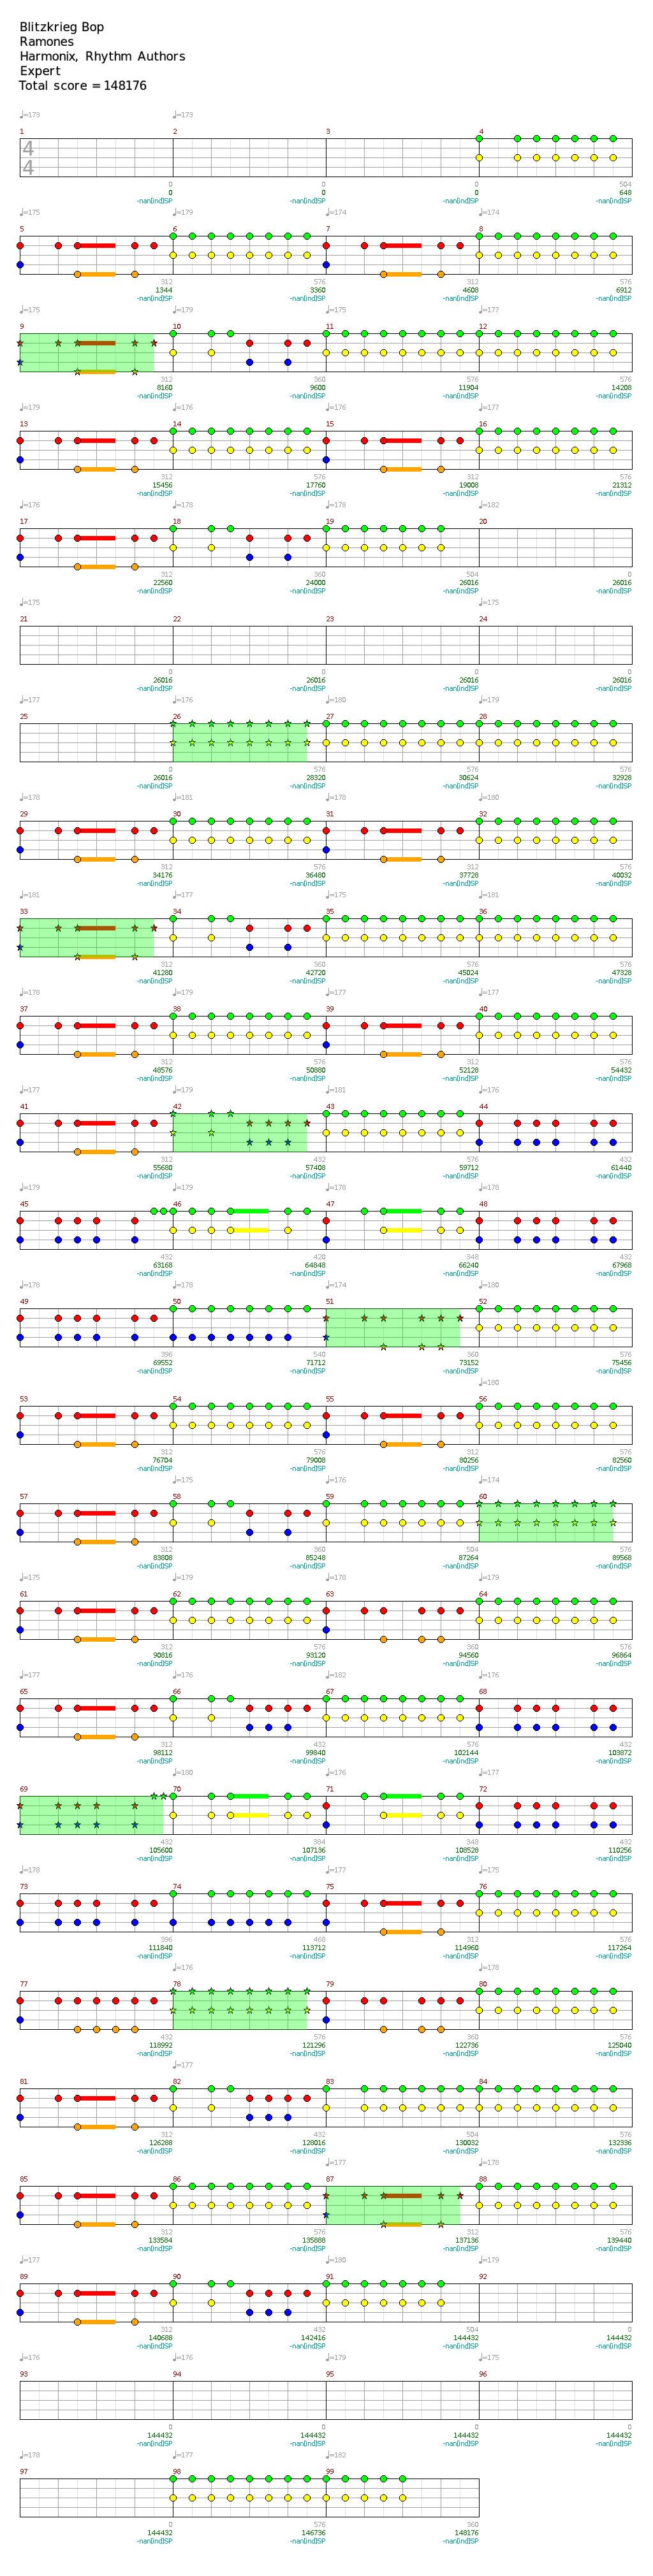 Blitzkrieg Bop
Ramones
Harmonix, Rhythm Authors
Expert
Total score = 148176
♩=173 ♩=173
1 2 3 4
4
4
0 0 504
0 0 0 648
-nan(ind)SP -nan(ind)SP -nan(ind)SP -nan(ind)SP
♩=175 ♩=179 ♩=174 ♩=174
5 6 7 8
312 576 312 576
1344 3360 4608 6912
-nan(ind)SP -nan(ind)SP -nan(ind)SP -nan(ind)SP
♩=175 ♩=179 ♩=175 ♩=177
9 10 11 12
312 360 576 576
8160 9600 11904 14208
-nan(ind)SP -nan(ind)SP -nan(ind)SP -nan(ind)SP
♩=179 ♩=176 ♩=176 ♩=177
13 14 15 16
312 576 312 576
15456 17760 19008 21312
-nan(ind)SP -nan(ind)SP -nan(ind)SP -nan(ind)SP
♩=176 ♩=178 ♩=178 ♩=182
17 18 19 20
312 360 504 0
22560 24000 26016 26016
-nan(ind)SP -nan(ind)SP -nan(ind)SP -nan(ind)SP
♩=175 ♩=175
21 22 23 24
0 0 0 0
26016 26016 26016 26016
-nan(ind)SP -nan(ind)SP -nan(ind)SP -nan(ind)SP
♩=177 ♩=176 ♩=180 ♩=179
25 26 27 28
0 576 576 576
26016 28320 30624 32928
-nan(ind)SP -nan(ind)SP -nan(ind)SP -nan(ind)SP
♩=178 ♩=181 ♩=178 ♩=180
29 30 31 32
312 576 312 576
34176 36480 37728 40032
-nan(ind)SP -nan(ind)SP -nan(ind)SP -nan(ind)SP
♩=181 ♩=177 ♩=175 ♩=181
33 34 35 36
312 360 576 576
41280 42720 45024 47328
-nan(ind)SP -nan(ind)SP -nan(ind)SP -nan(ind)SP
♩=178 ♩=179 ♩=177 ♩=177
37 38 39 40
312 576 312 576
48576 50880 52128 54432
-nan(ind)SP -nan(ind)SP -nan(ind)SP -nan(ind)SP
♩=177 ♩=179 ♩=181 ♩=176
41 42 43 44
312 432 576 432
55680 57408 59712 61440
-nan(ind)SP -nan(ind)SP -nan(ind)SP -nan(ind)SP
♩=179 ♩=179 ♩=178 ♩=178
45 46 47 48
432 420 348 432
63168 64848 66240 67968
-nan(ind)SP -nan(ind)SP -nan(ind)SP -nan(ind)SP
♩=178 ♩=178 ♩=174 ♩=180
49 50 51 52
396 540 360 576
69552 71712 73152 75456
-nan(ind)SP -nan(ind)SP -nan(ind)SP -nan(ind)SP
♩=180
53 54 55 56
312 576 312 576
76704 79008 80256 82560
-nan(ind)SP -nan(ind)SP -nan(ind)SP -nan(ind)SP
♩=175 ♩=176 ♩=174
57 58 59 60
312 360 504 576
83808 85248 87264 89568
-nan(ind)SP -nan(ind)SP -nan(ind)SP -nan(ind)SP
♩=175 ♩=176 ♩=178 ♩=179
61 62 63 64
312 576 360 576
90816 93120 94560 96864
-nan(ind)SP -nan(ind)SP -nan(ind)SP -nan(ind)SP
♩=177 ♩=176 ♩=182 ♩=176
65 66 67 68
312 432 576 432
98112 99840 102144 103872
-nan(ind)SP -nan(ind)SP -nan(ind)SP -nan(ind)SP
♩=179 ♩=180 ♩=176 ♩=177
69 70 71 72
432 384 348 432
105600 107136 108528 110256
-nan(ind)SP -nan(ind)SP -nan(ind)SP -nan(ind)SP
♩=178 ♩=177 ♩=175
73 74 75 76
396 468 312 576
111840 113712 114960 117264
-nan(ind)SP -nan(ind)SP -nan(ind)SP -nan(ind)SP
♩=176 ♩=178
77 78 79 80
432 576 360 576
118992 121296 122736 125040
-nan(ind)SP -nan(ind)SP -nan(ind)SP -nan(ind)SP
♩=177
81 82 83 84
312 432 504 576
126288 128016 130032 132336
-nan(ind)SP -nan(ind)SP -nan(ind)SP -nan(ind)SP
♩=177 ♩=178
85 86 87 88
312 576 312 576
133584 135888 137136 139440
-nan(ind)SP -nan(ind)SP -nan(ind)SP -nan(ind)SP
♩=177 ♩=180 ♩=179
89 90 91 92
312 432 504 0
140688 142416 144432 144432
-nan(ind)SP -nan(ind)SP -nan(ind)SP -nan(ind)SP
♩=176 ♩=176 ♩=179 ♩=175
93 94 95 96
0 0 0 0
144432 144432 144432 144432
-nan(ind)SP -nan(ind)SP -nan(ind)SP -nan(ind)SP
♩=178 ♩=177 ♩=182
97 98 99
0 576 360
144432 146736 148176
-nan(ind)SP -nan(ind)SP -nan(ind)SP